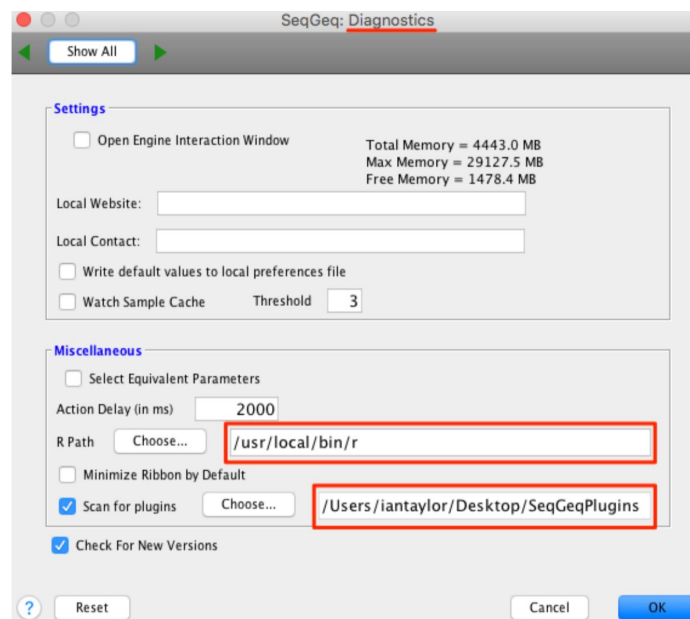 SeqGeq: Diagnostics
Show All
Settings
Open Engine Interaction Window
Total Memory = 4443.0 MB
Max Memory = 29127.5 MB
Free Memory = 1478.4 MB
Local Website:
Local Contact:
Write default values to local preferences file
Watch Sample Cache Threshold 3
Miscellaneous
Select Equivalent Parameters
Action Delay (in ms) 2000
R Path Choose... /usr/local/bin/r
Minimize Ribbon by Default
Scan for plugins Choose... /Users/iantaylor/Desktop/SeqGeqPlugins
Check For New Versions
? Reset Cancel OK